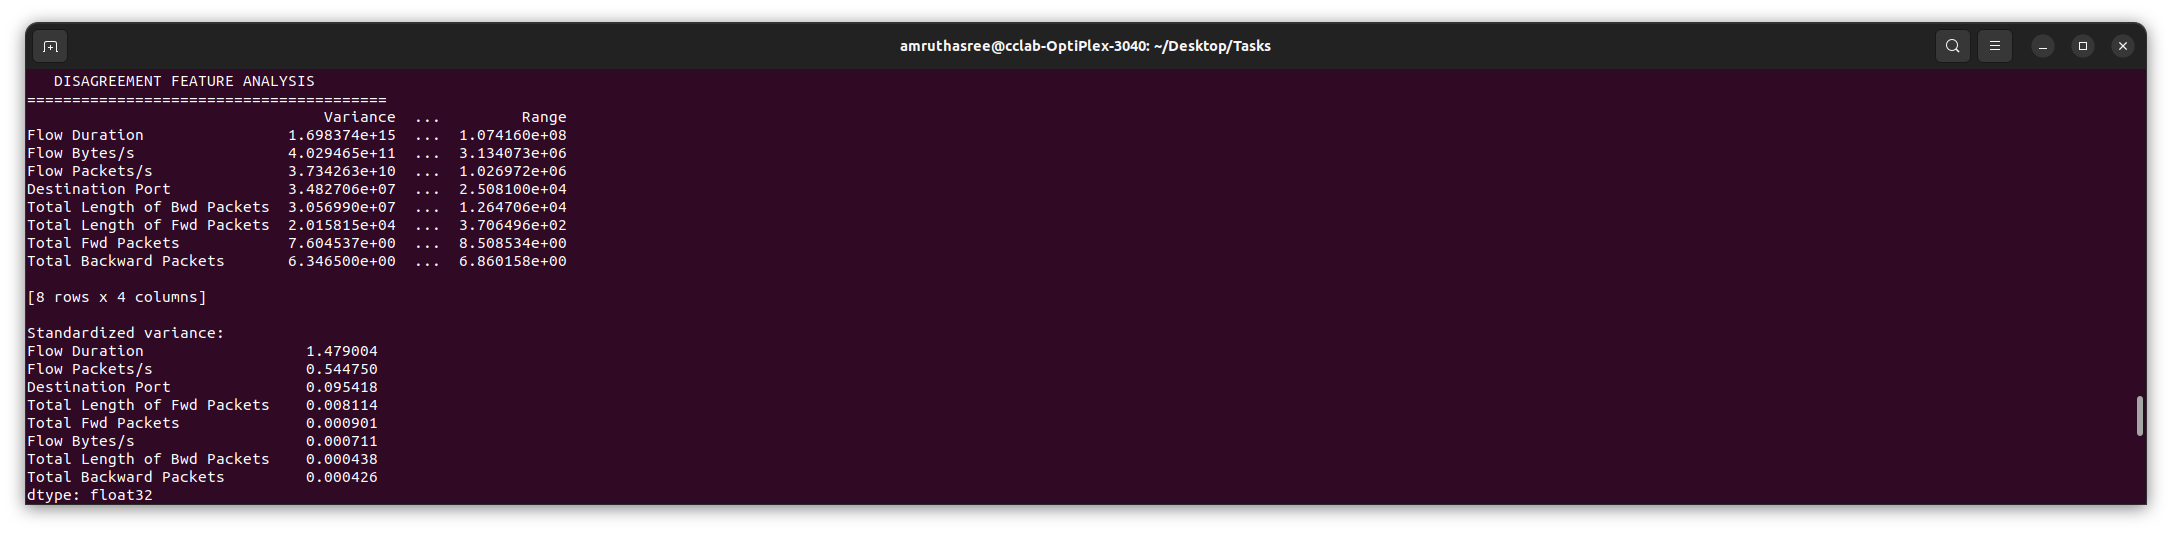 amruthasree@cclab-OptiPlex-3040: ~/Desktop/Tasks
   DISAGREEMENT FEATURE ANALYSIS
========================================
                                 Variance  ...         Range
Flow Duration                1.698374e+15  ...  1.074160e+08
Flow Bytes/s                 4.029465e+11  ...  3.134073e+06
Flow Packets/s               3.734263e+10  ...  1.026972e+06
Destination Port             3.482706e+07  ...  2.508100e+04
Total Length of Bwd Packets  3.056990e+07  ...  1.264706e+04
Total Length of Fwd Packets  2.015815e+04  ...  3.706496e+02
Total Fwd Packets            7.604537e+00  ...  8.508534e+00
Total Backward Packets       6.346500e+00  ...  6.860158e+00

[8 rows x 4 columns]

Standardized variance:
Flow Duration                  1.479004
Flow Packets/s                 0.544750
Destination Port               0.095418
Total Length of Fwd Packets    0.008114
Total Fwd Packets              0.000901
Flow Bytes/s                   0.000711
Total Length of Bwd Packets    0.000438
Total Backward Packets         0.000426
dtype: float32